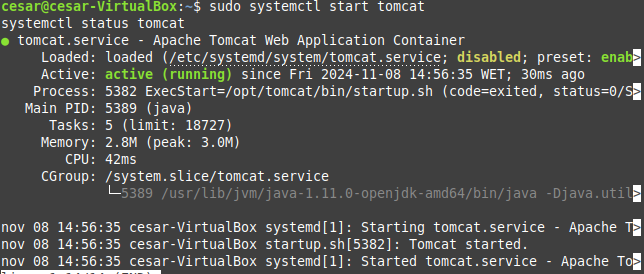 cesar@cesar-VirtualBox:~$ sudo systemctl start tomcat
systemctl status tomcat
● tomcat.service - Apache Tomcat Web Application Container
     Loaded: loaded (/etc/systemd/system/tomcat.service; disabled; preset: enab>
     Active: active (running) since Fri 2024-11-08 14:56:35 WET; 30ms ago
    Process: 5382 ExecStart=/opt/tomcat/bin/startup.sh (code=exited, status=0/S>
   Main PID: 5389 (java)
      Tasks: 5 (limit: 18727)
     Memory: 2.8M (peak: 3.0M)
        CPU: 42ms
     CGroup: /system.slice/tomcat.service
             └─5389 /usr/lib/jvm/java-1.11.0-openjdk-amd64/bin/java -Djava.util>
nov 08 14:56:35 cesar-VirtualBox systemd[1]: Starting tomcat.service - Apache T>
nov 08 14:56:35 cesar-VirtualBox startup.sh[5382]: Tomcat started.
nov 08 14:56:35 cesar-VirtualBox systemd[1]: Started tomcat.service - Apache To>